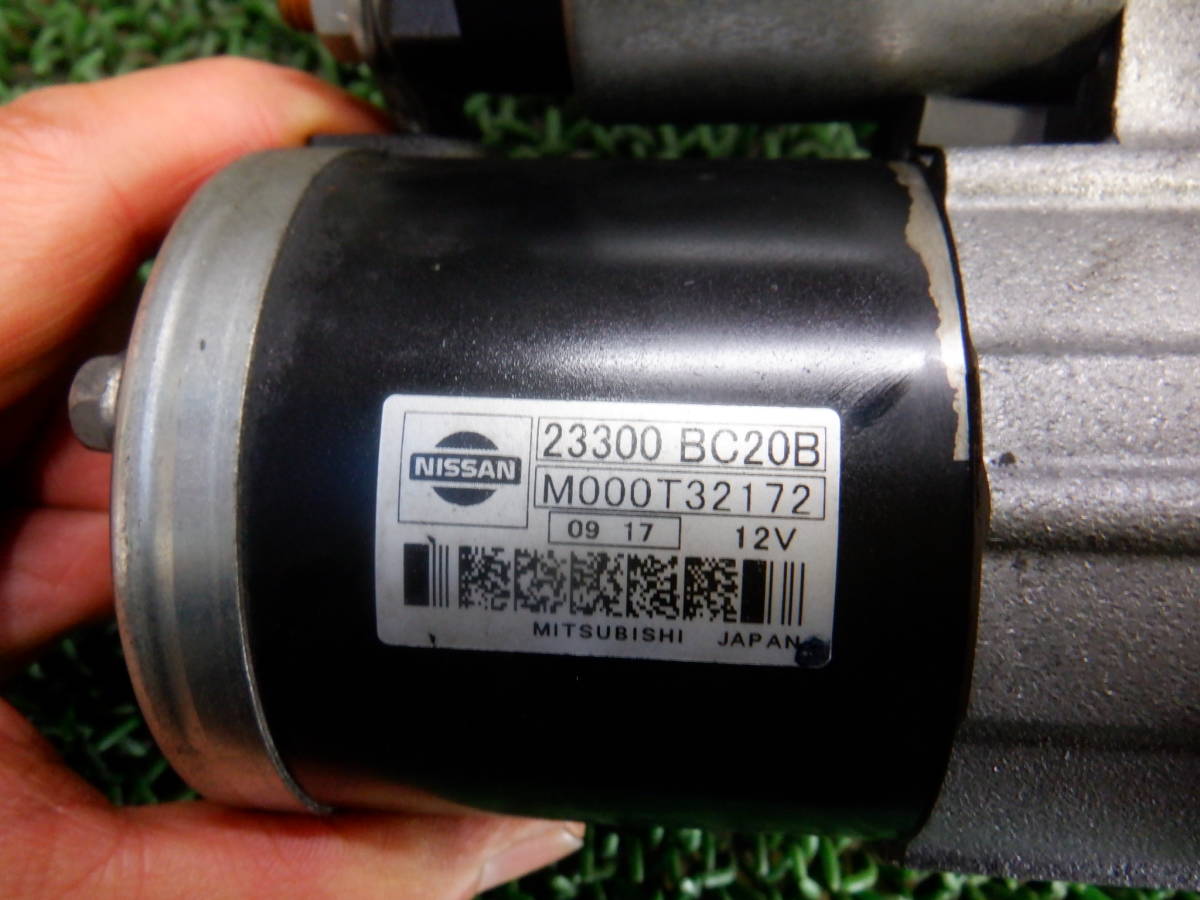 NISSAN
23300 BC20B
M000T32172
09 17 12V
MITSUBISHI JAPAN